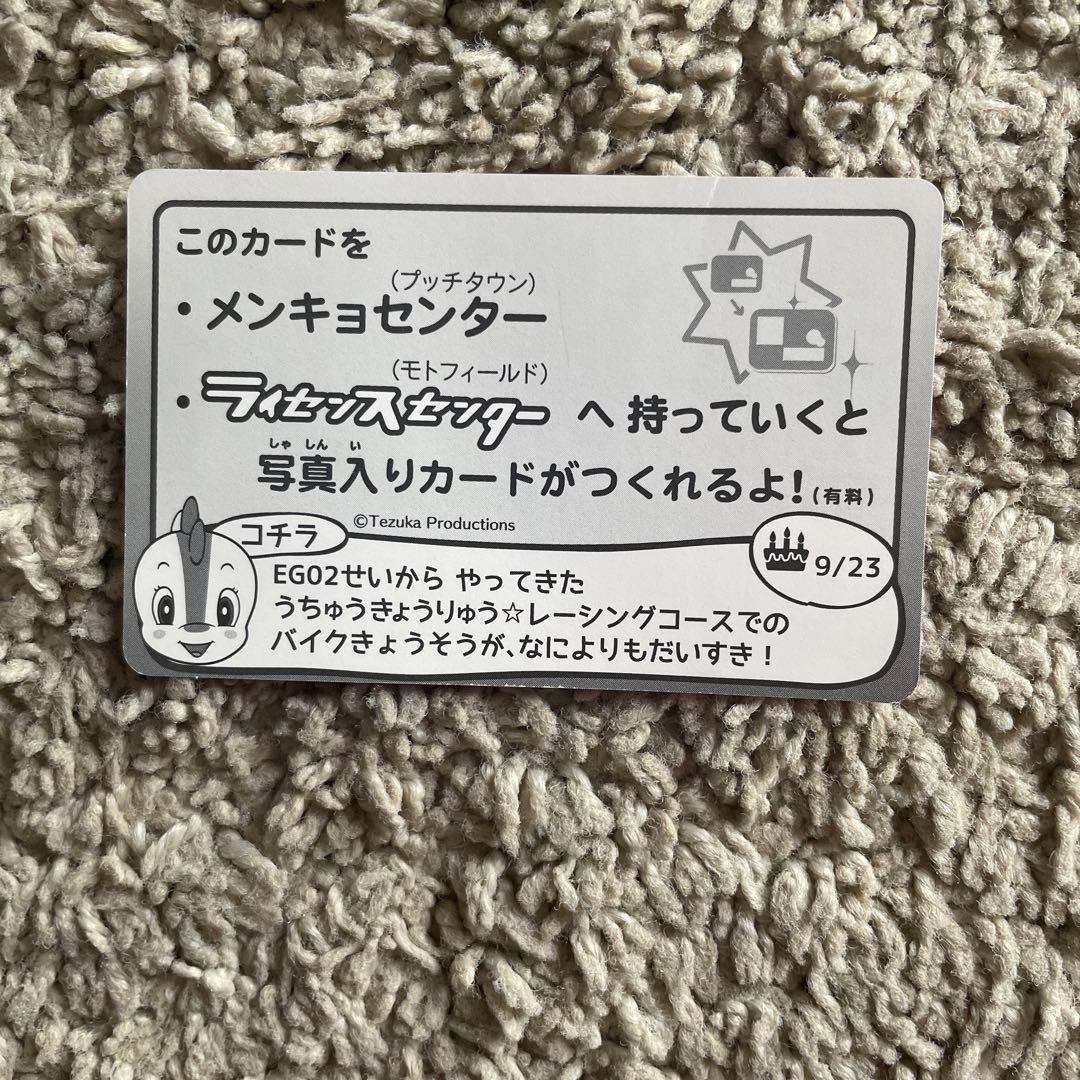 このカードを
(プッチタウン)
・メンキョセンター
(モトフィールド)
・ライセンスセンター へ 持っていくと
しゃ しん い
写真入りカードがつくれるよ!(有料)
©Tezuka Productions
コチラ
9/23
EG02せいから やってきた
うちゅうきょうりゅう☆レーシングコースでの
バイクきょうそうが、なによりもだいすき!